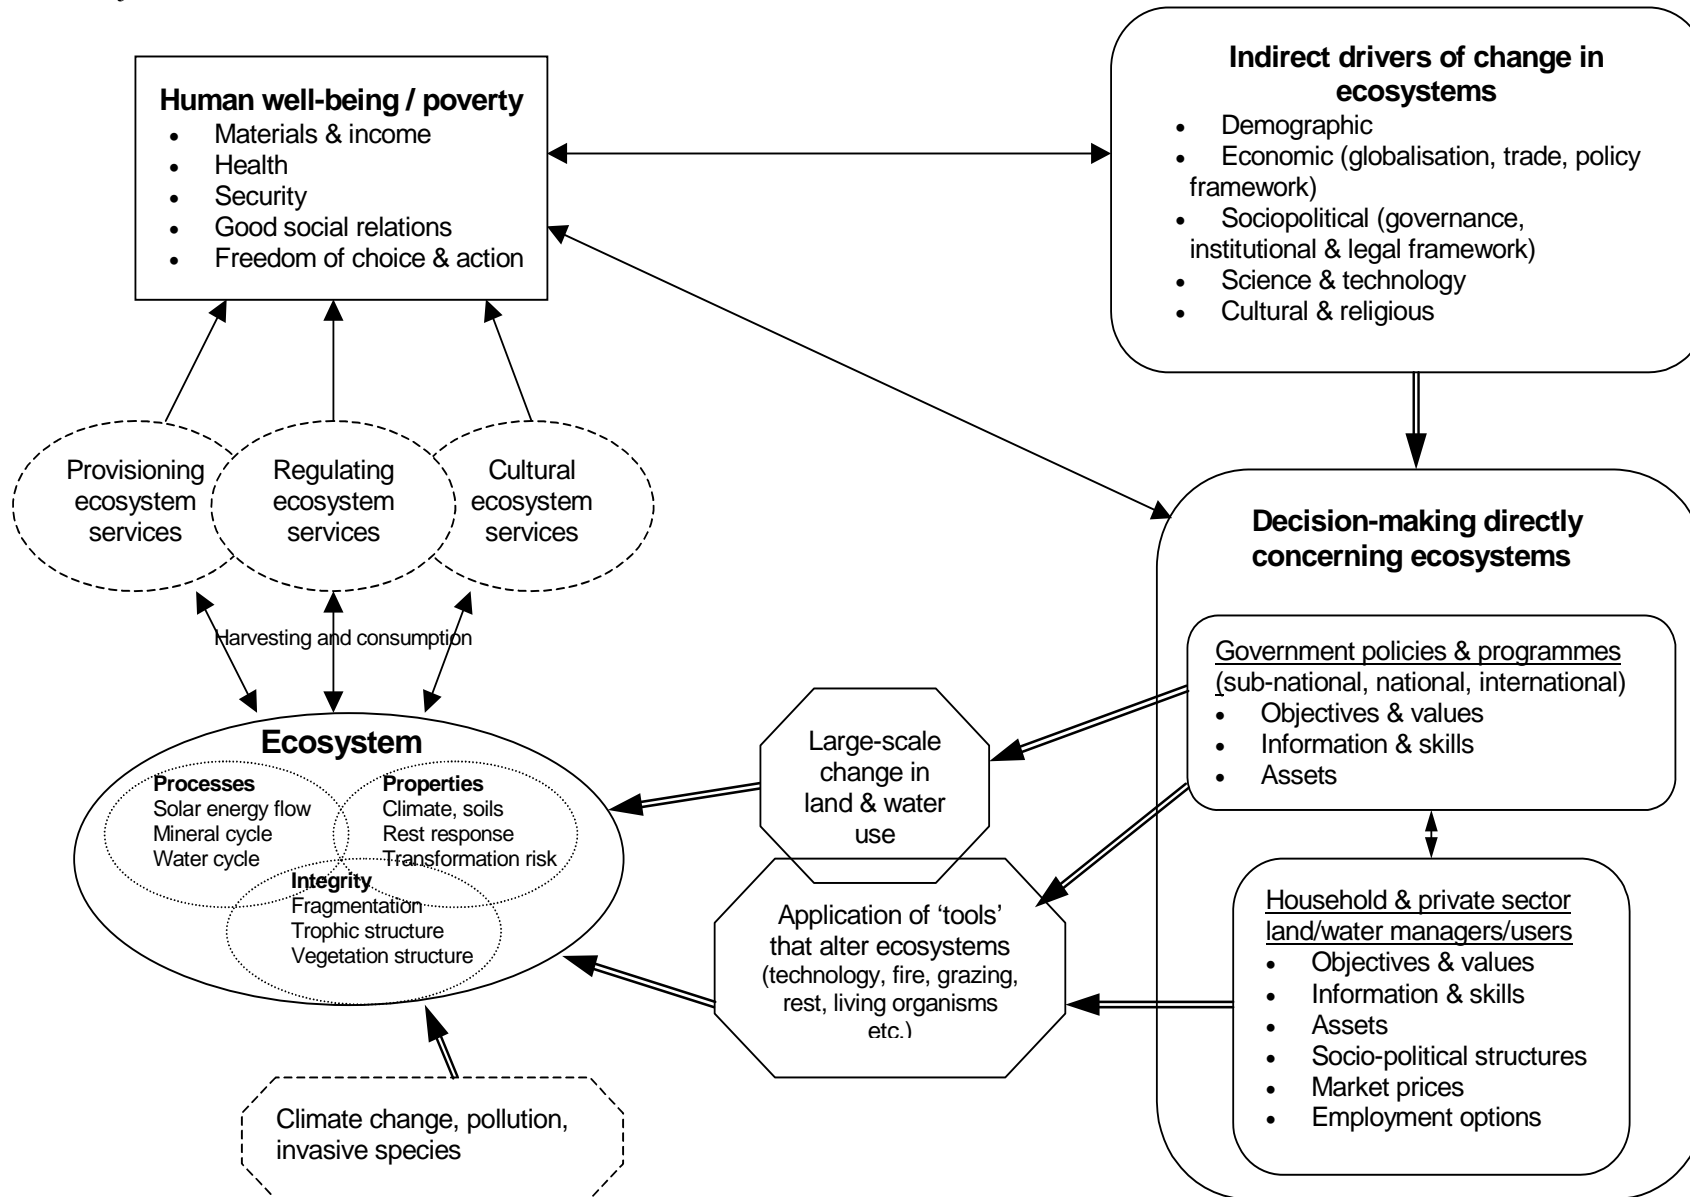 Human well-being / poverty
• Materials & income
• Health
• Security
• Good social relations
• Freedom of choice & action
Indirect drivers of change in
ecosystems
• Demographic
• Economic (globalisation, trade, policy
framework)
• Sociopolitical (governance,
institutional & legal framework)
• Science & technology
• Cultural & religious
Provisioning
ecosystem
services
Regulating
ecosystem
services
Cultural
ecosystem
services
Harvesting and consumption
Decision-making directly
concerning ecosystems
Government policies & programmes
(sub-national, national, international)
• Objectives & values
• Information & skills
• Assets
Household & private sector
land/water managers/users
• Objectives & values
• Information & skills
• Assets
• Socio-political structures
• Market prices
• Employment options
Large-scale
change in
land & water
use
Application of ‘tools’
that alter ecosystems
(technology, fire, grazing,
rest, living organisms
etc.)
Ecosystem
Processes
Solar energy flow
Mineral cycle
Water cycle
Properties
Climate, soils
Rest response
Transformation risk
Integrity
Fragmentation
Trophic structure
Vegetation structure
Climate change, pollution,
invasive species